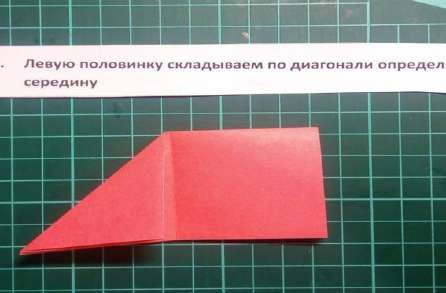 . Левую половинку складываем по диагонали определ
середину